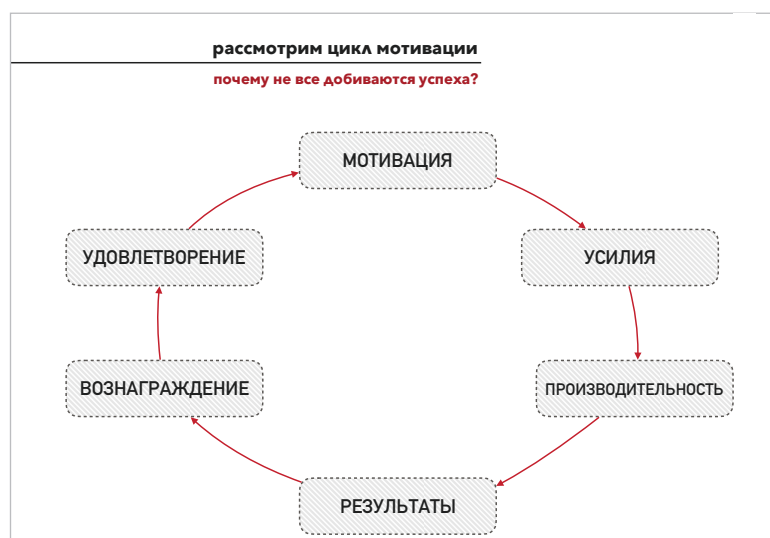 рассмотрим цикл мотивации
почему не все добиваются успеха?
МОТИВАЦИЯ
УСИЛИЯ
ПРОИЗВОДИТЕЛЬНОСТЬ
РЕЗУЛЬТАТЫ
ВОЗНАГРАЖДЕНИЕ
УДОВЛЕТВОРЕНИЕ